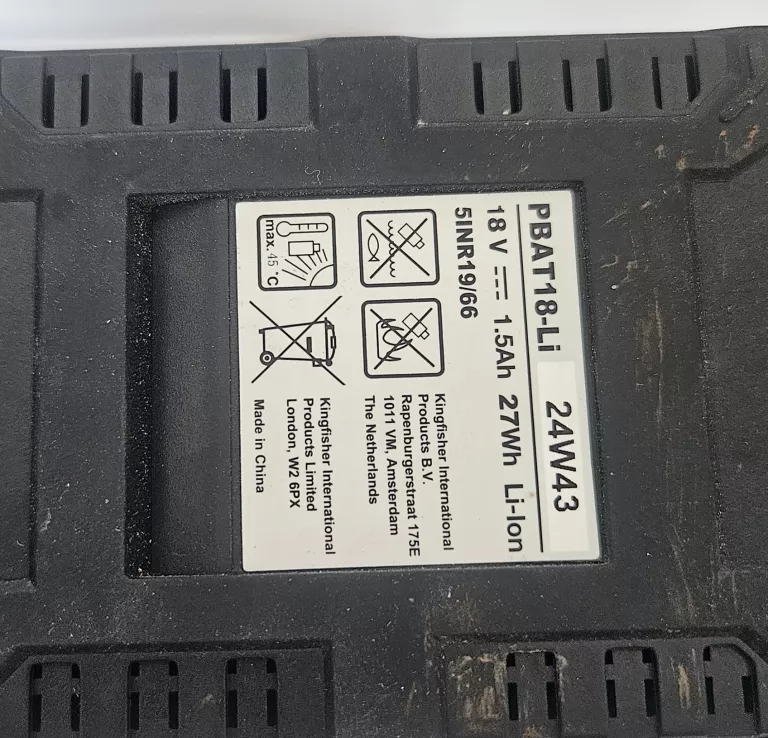 PBAT18-Li 24W43
18 V 1.5Ah 27Wh Li-Ion
5INR19/66
Kingfisher International
Products B.V.
Rapenburgerstraat 175E
1011 VM, Amsterdam
The Netherlands
max. 45 °C
Kingfisher International
Products Limited
London, W2 6PX
Made in China